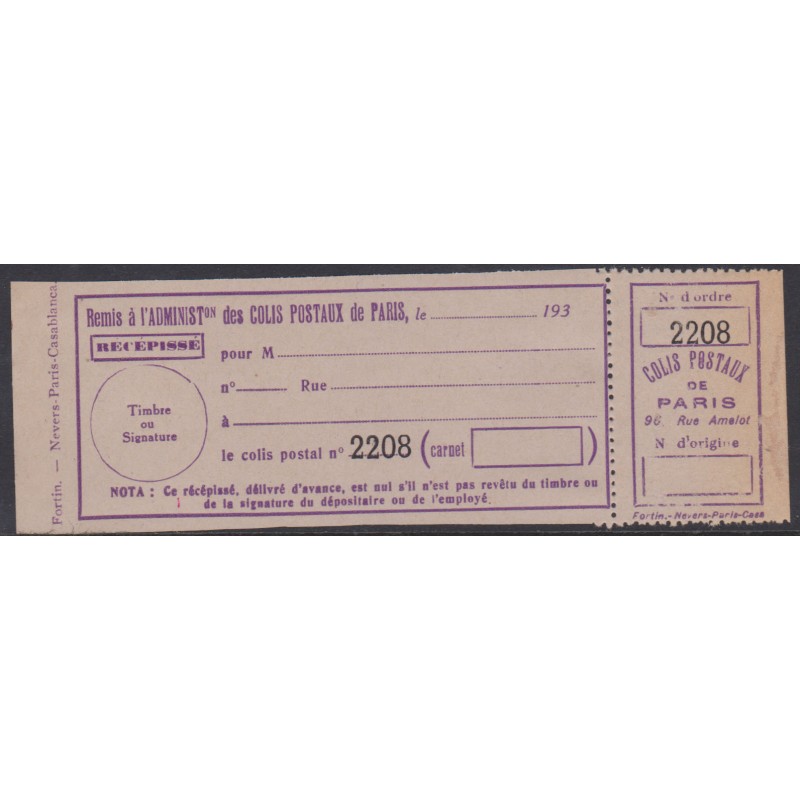 Fortin. — Nevers-Paris-Casablanca.
Remis à l'ADMINISTON des COLIS POSTAUX de PARIS, le 193
RECEPISSÉ
pour M
n° Rue
Timbre
ou
Signature
à
le colis postal n° 2208 (carnet
NOTA : Ce récépissé, délivré d'avance, est nul s'il n'est pas revêtu du timbre ou
de la signature du dépositaire ou de l'employé.
No d'ordre
2208
COLIS POSTAUX
DE
PARIS
96, Rue Amelot
N d'origine
Fortin.-Nevers-Paris-Casa